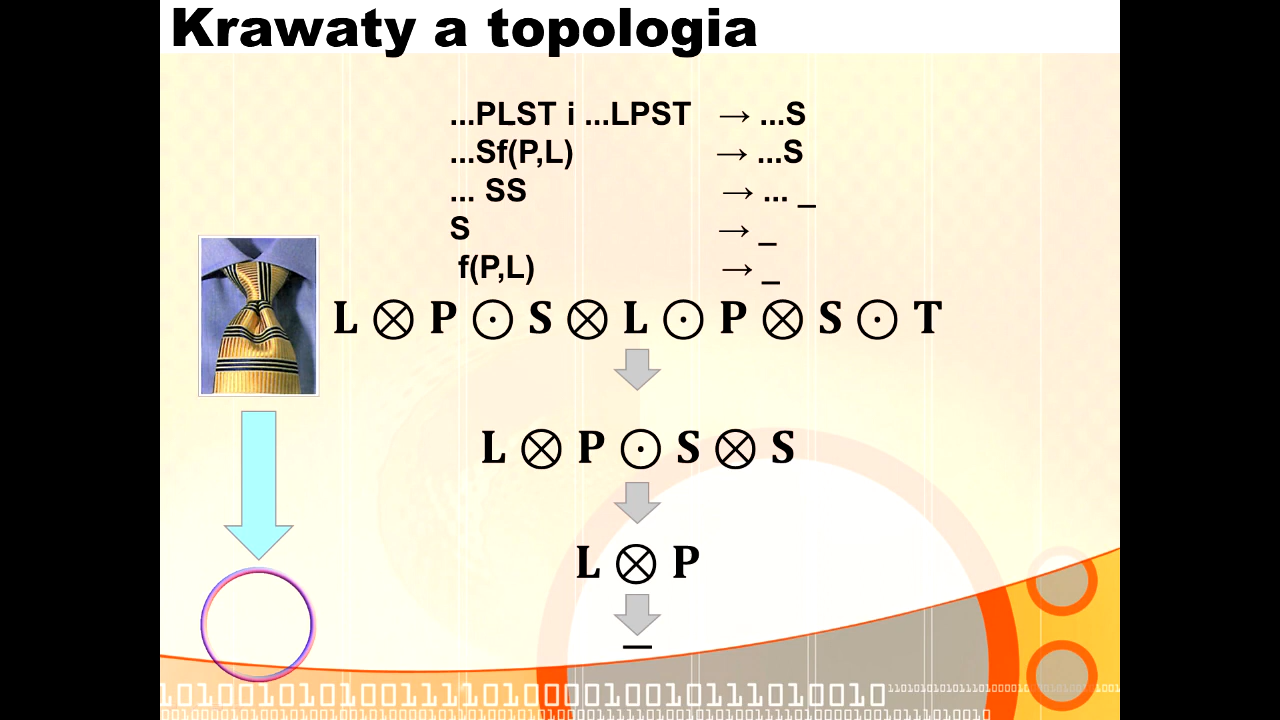 Krawaty a topologia
...PLST i ...LPST → ...S
...Sf(P,L) → ...S
... SS → ... _
S → _
f(P,L) → _
L ⊗ P ⊙ S ⊗ L ⊙ P ⊗ S ⊙ T
L ⊗ P ⊙ S ⊗ S
L ⊗ P
_